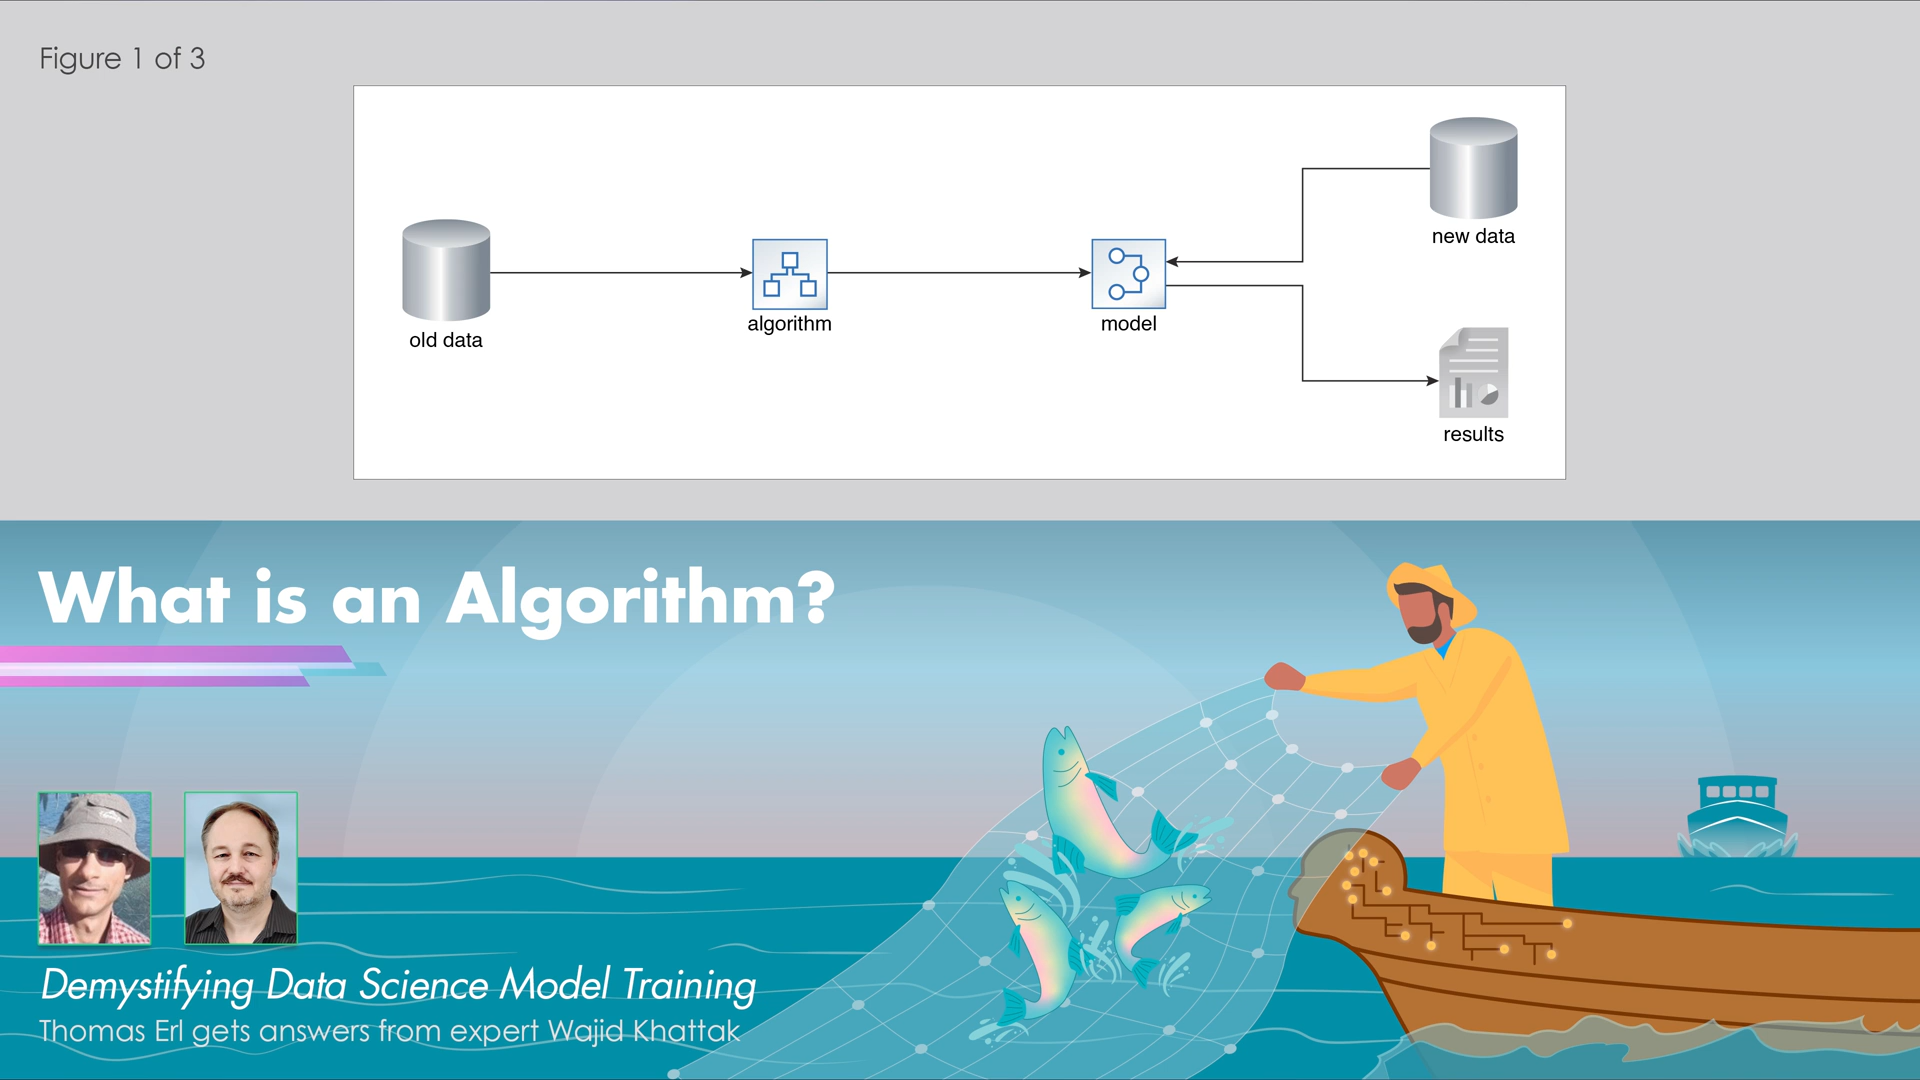 Figure 1 of 3
new data
old data
algorithm
model
results
What is an Algorithm?
Demystifying Data Science Model Training
Thomas Erl gets answers from expert Wajid Khattak